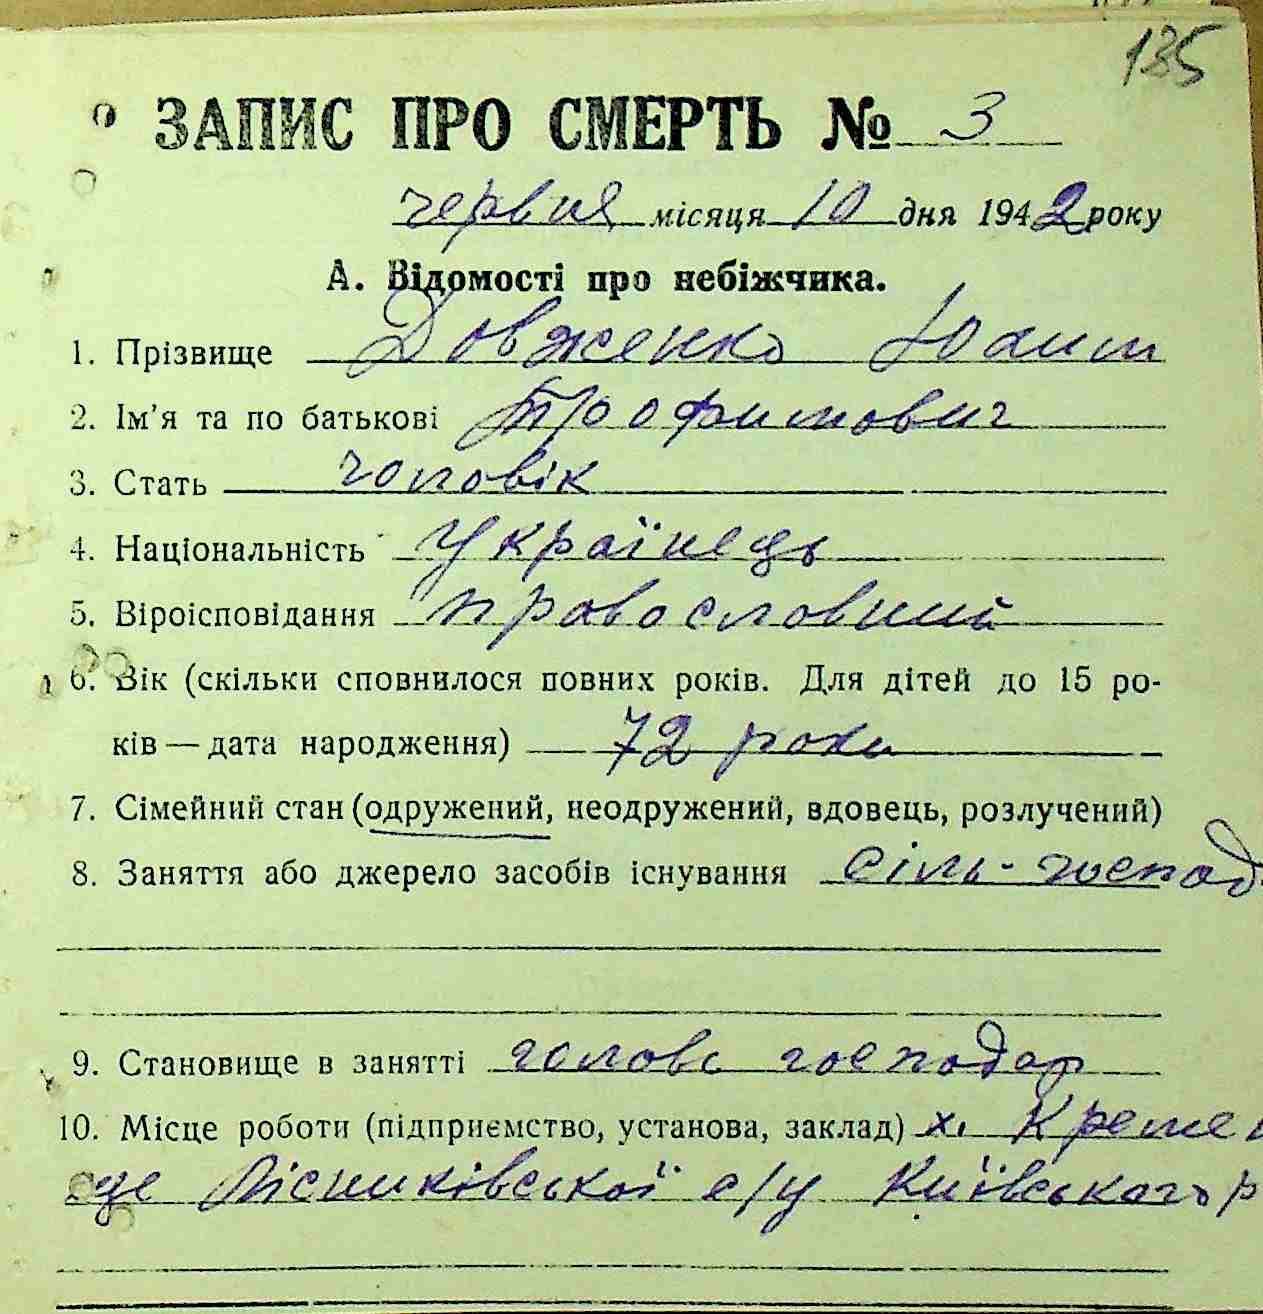 135
ЗАПИС ПРО СМЕРТЬ № 3
червня місяця 10 дня 1942 року
А. Відомості про небіжчика.
1. Прізвище Довженко
2. Ім'я та по батькові Трофимович
3. Стать чоловік
4. Національність Українець
5. Віроісповідання православний
6. Вік (скільки сповнилося повних років. Для дітей до 15 ро-
ків — дата народження) 72 роки
7. Сімейний стан (одружений, неодружений, вдовець, розлучений)
8. Заняття або джерело засобів існування сіль-господ
9. Становище в занятті голова господар
10. Місце роботи (підприємство, установа, заклад) х. Кремен
це Лісниківської с/у Київського р